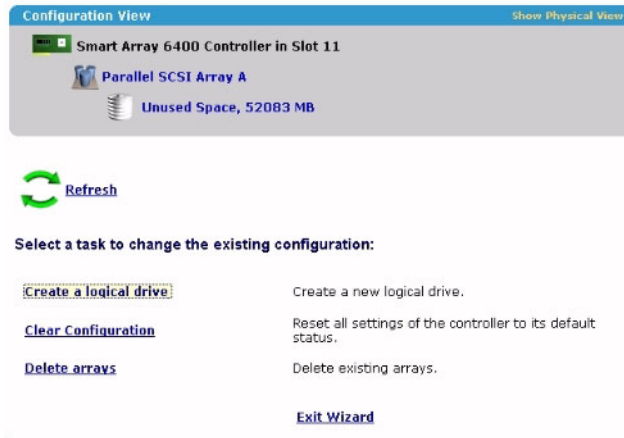 Configuration View Show Physical View
Smart Array 6400 Controller in Slot 11
Parallel SCSI Array A
Unused Space, 52083 MB
Refresh
Select a task to change the existing configuration:
Create a logical drive Create a new logical drive.
Clear Configuration Reset all settings of the controller to its default
status.
Delete arrays Delete existing arrays.
Exit Wizard